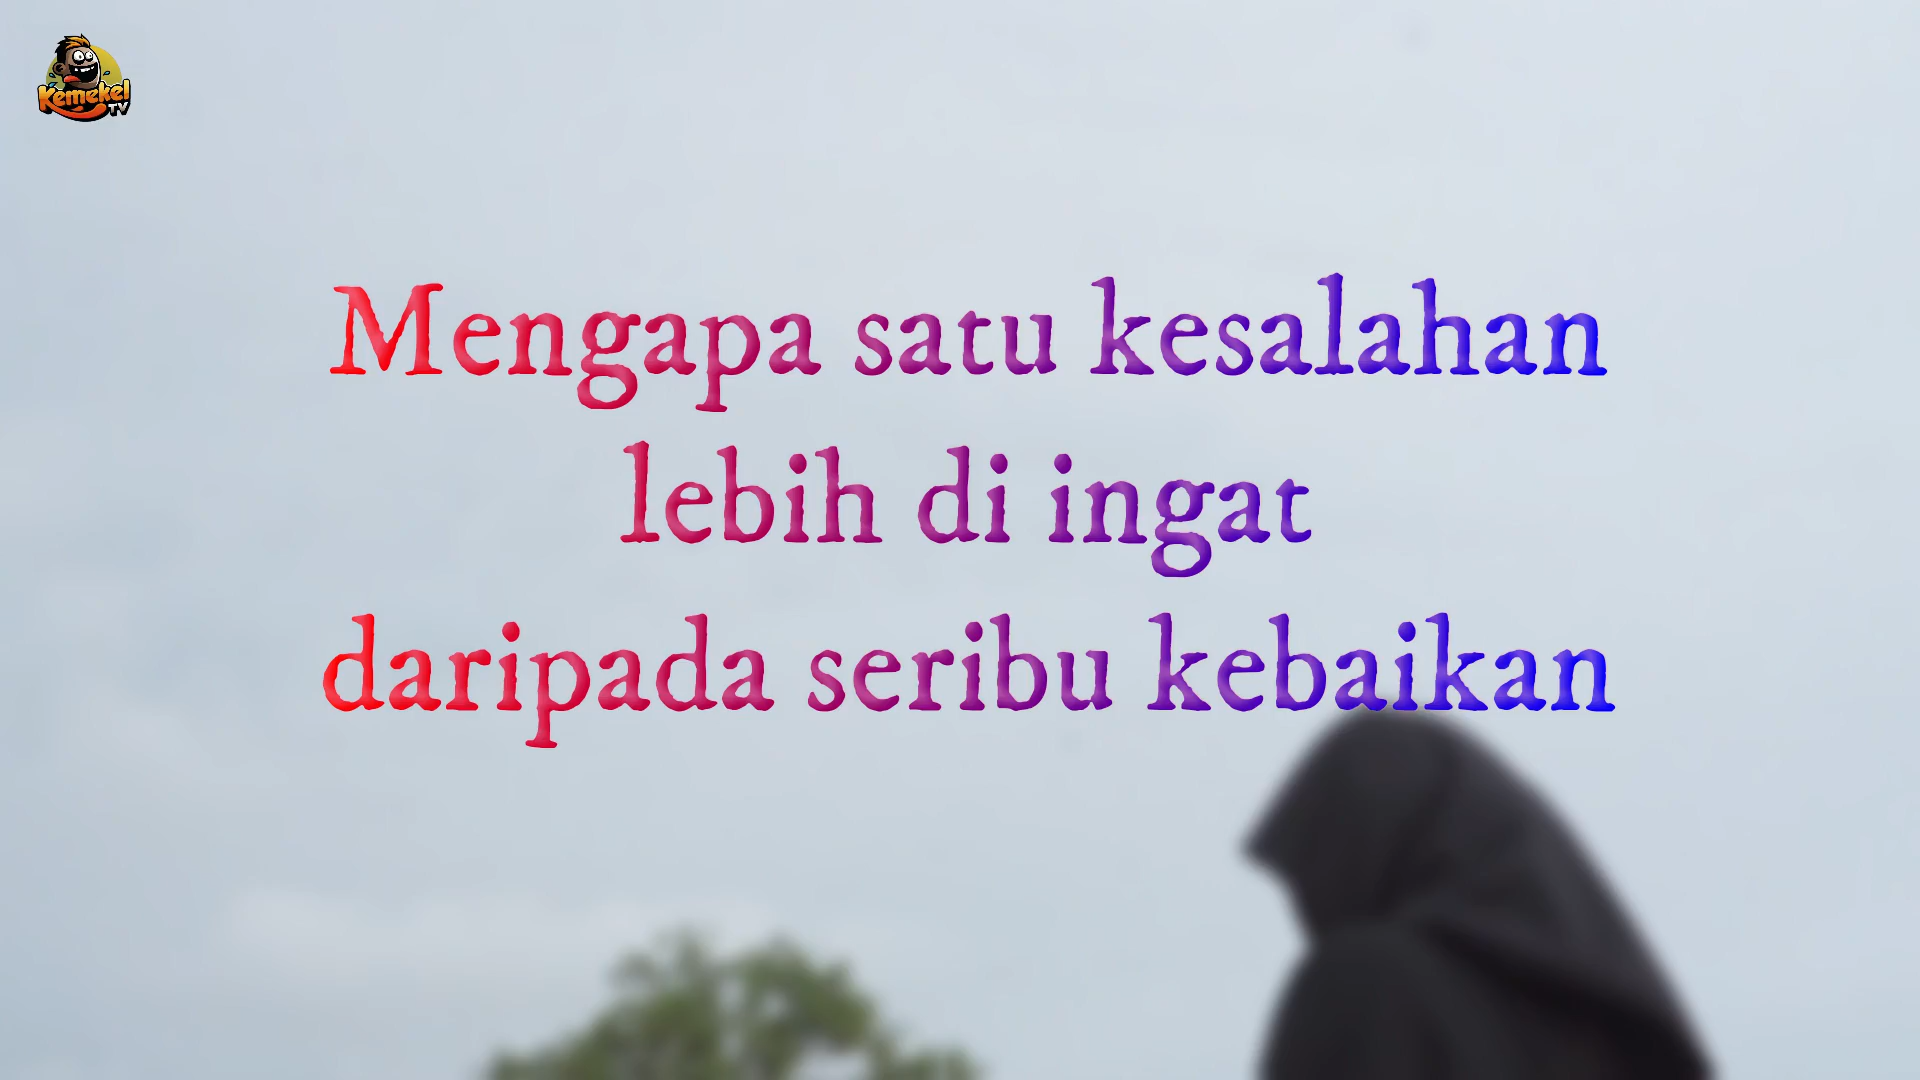 Kemekel
TV
Mengapa satu kesalahan
lebih di ingat
daripada seribu kebaikan